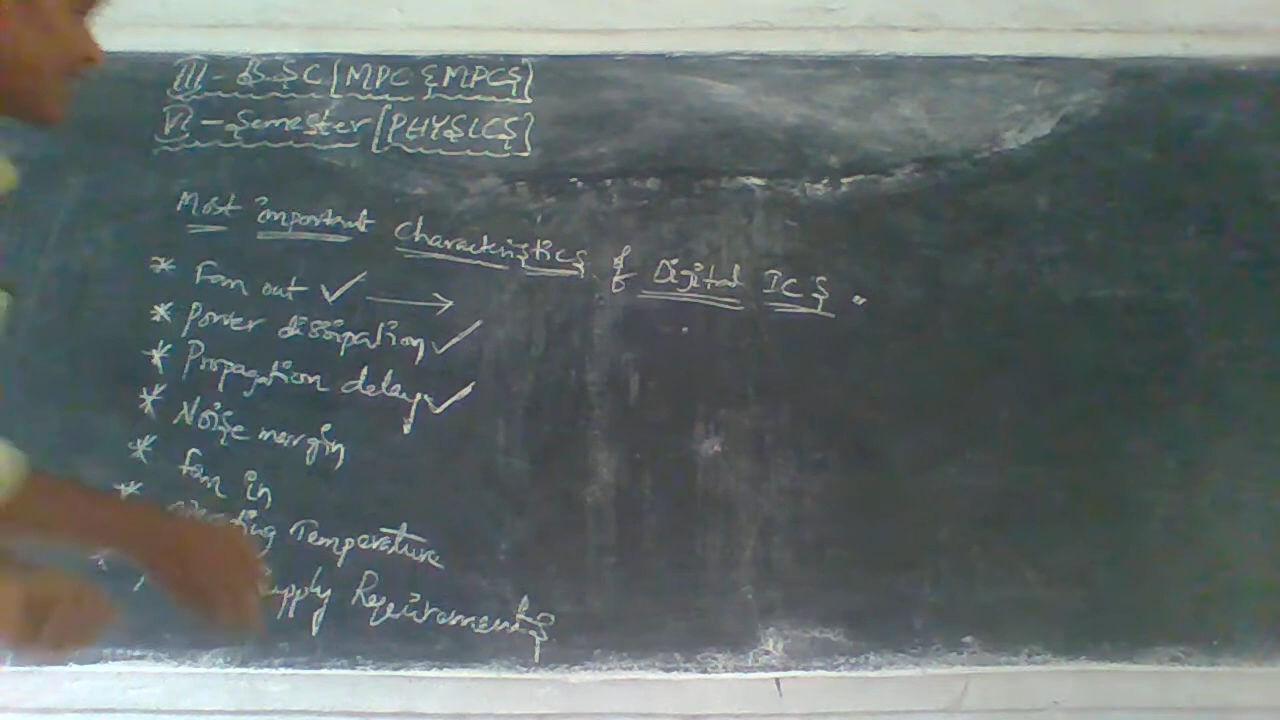 III - B.SC [MPC & MPCS]
VI - Semester [PHYSICS]
Most important characteristics of Digital ICS.
* Fan out ✓ →
* Power dissipation ✓
* Propagation delay ✓
* Noise margin
* Fan in
* Temperature
* Requirements